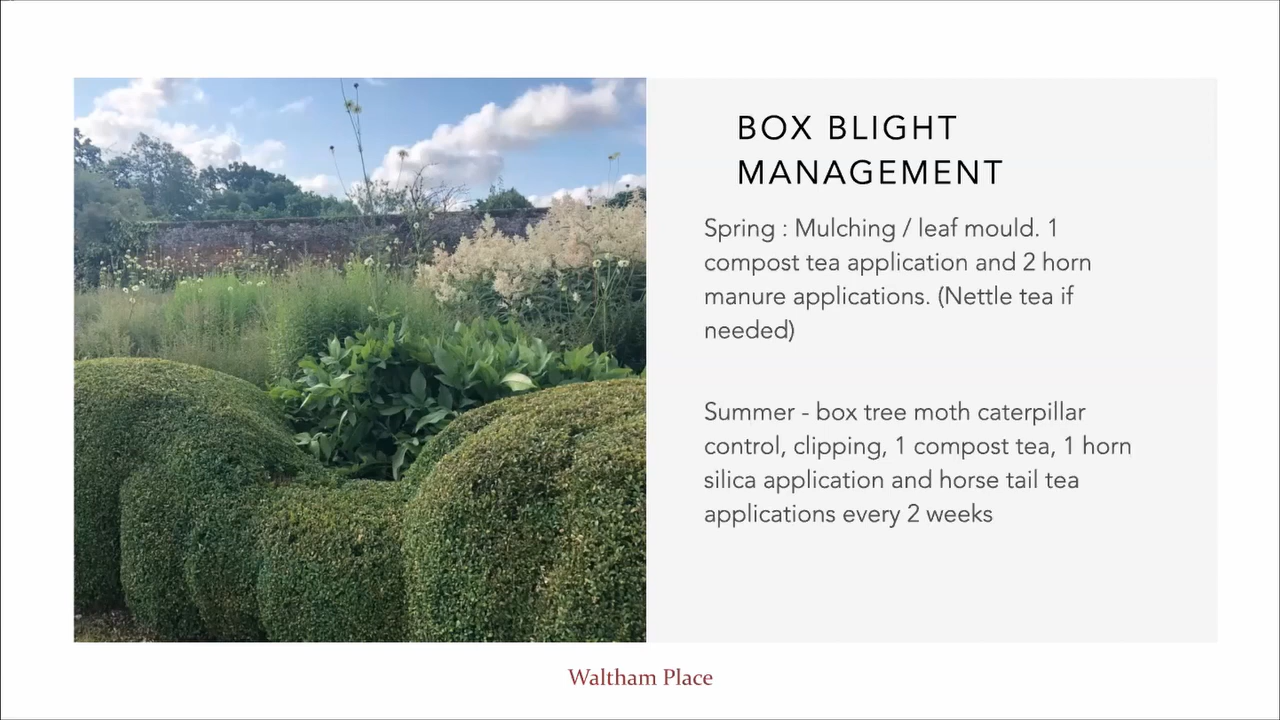 BOX BLIGHT
MANAGEMENT
Spring : Mulching / leaf mould. 1
compost tea application and 2 horn
manure applications. (Nettle tea if
needed)
Summer - box tree moth caterpillar
control, clipping, 1 compost tea, 1 horn
silica application and horse tail tea
applications every 2 weeks
Waltham Place